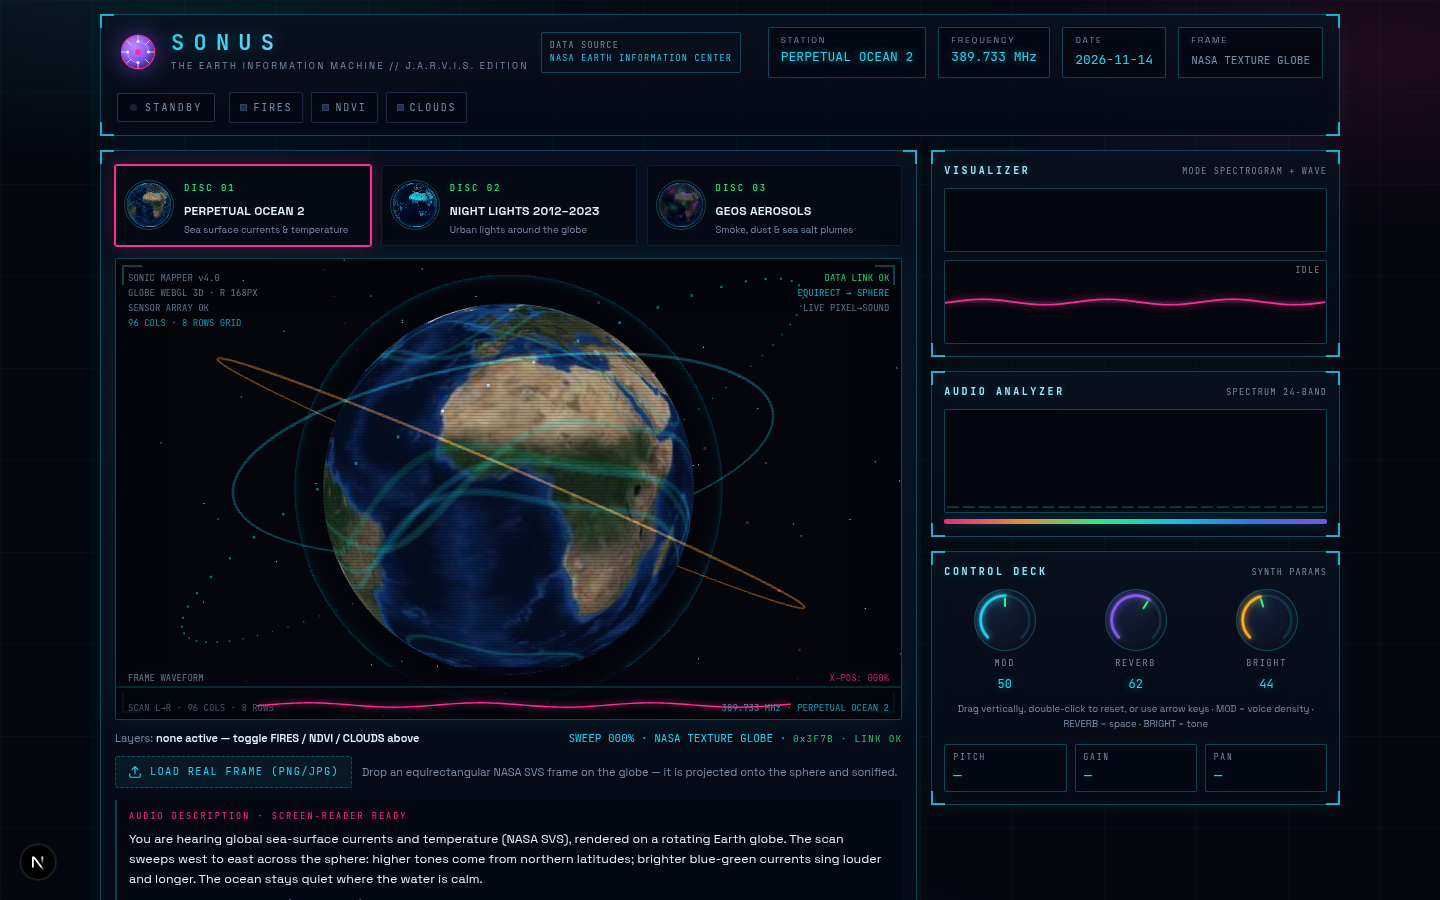 SONUS
THE EARTH INFORMATION MACHINE // J.A.R.V.I.S. EDITION
DATA SOURCE
NASA EARTH INFORMATION CENTER
STATION
PERPETUAL OCEAN 2
FREQUENCY
389.733 MHz
DATE
2026-11-14
FRAME
NASA TEXTURE GLOBE
STANDBY
FIRES
NDVI
CLOUDS
DISC 01
PERPETUAL OCEAN 2
Sea surface currents & temperature
DISC 02
NIGHT LIGHTS 2012–2023
Urban lights around the globe
DISC 03
GEOS AEROSOLS
Smoke, dust & sea salt plumes
SONIC MAPPER v4.0
GLOBE WEBGL 3D · R 168PX
SENSOR ARRAY OK
96 COLS · 8 ROWS GRID
DATA LINK OK
EQUIRECT → SPHERE
LIVE PIXEL→SOUND
FRAME WAVEFORM
X-POS: 000%
SCAN L→R · 96 COLS · 8 ROWS
389.733 MHz · PERPETUAL OCEAN 2
Layers: none active — toggle FIRES / NDVI / CLOUDS above
SWEEP 000% · NASA TEXTURE GLOBE · 0x3F7B · LINK OK
LOAD REAL FRAME (PNG/JPG)
Drop an equirectangular NASA SVS frame on the globe — it is projected onto the sphere and sonified.
AUDIO DESCRIPTION · SCREEN-READER READY
You are hearing global sea-surface currents and temperature (NASA SVS), rendered on a rotating Earth globe. The scan
sweeps west to east across the sphere: higher tones come from northern latitudes; brighter blue-green currents sing louder
and longer. The ocean stays quiet where the water is calm.
VISUALIZER
MODE SPECTROGRAM + WAVE
IDLE
AUDIO ANALYZER
SPECTRUM 24-BAND
CONTROL DECK
SYNTH PARAMS
MOD
50
REVERB
62
BRIGHT
44
Drag vertically, double-click to reset, or use arrow keys · MOD = voice density ·
REVERB = space · BRIGHT = tone
PITCH
—
GAIN
—
PAN
—
N